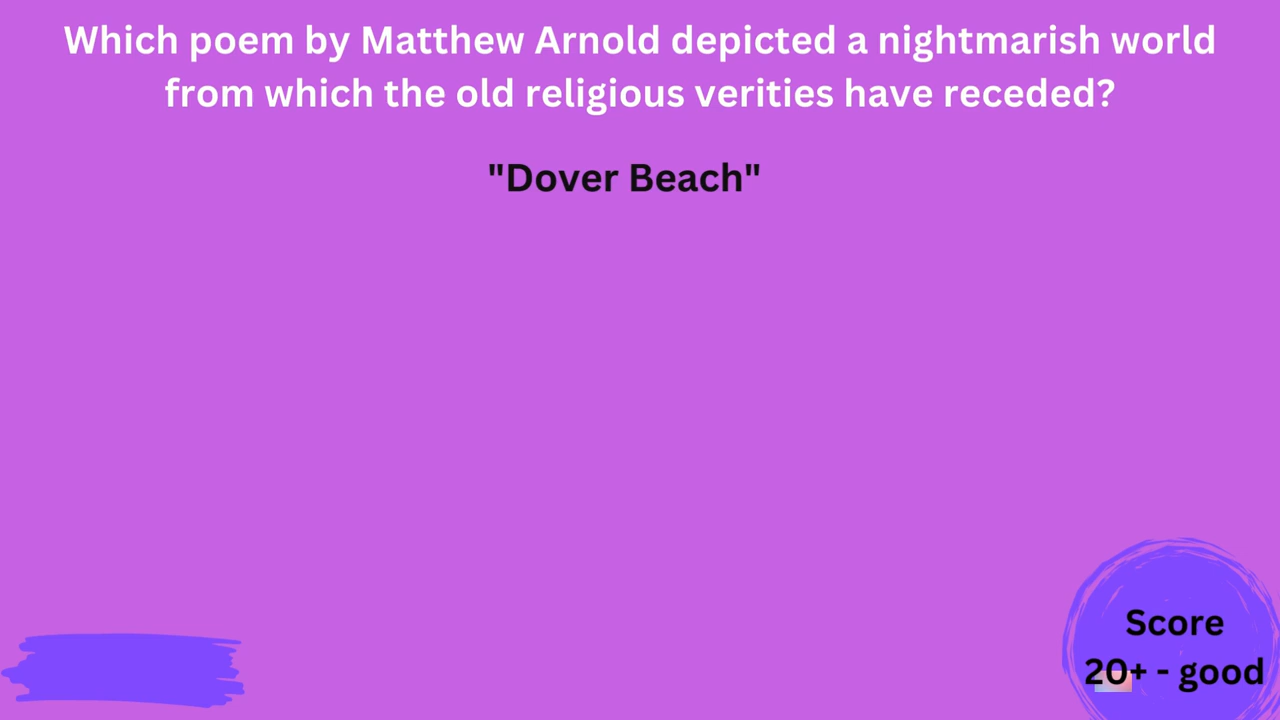 Which poem by Matthew Arnold depicted a nightmarish world
from which the old religious verities have receded?
"Dover Beach"
Score
20+ - good